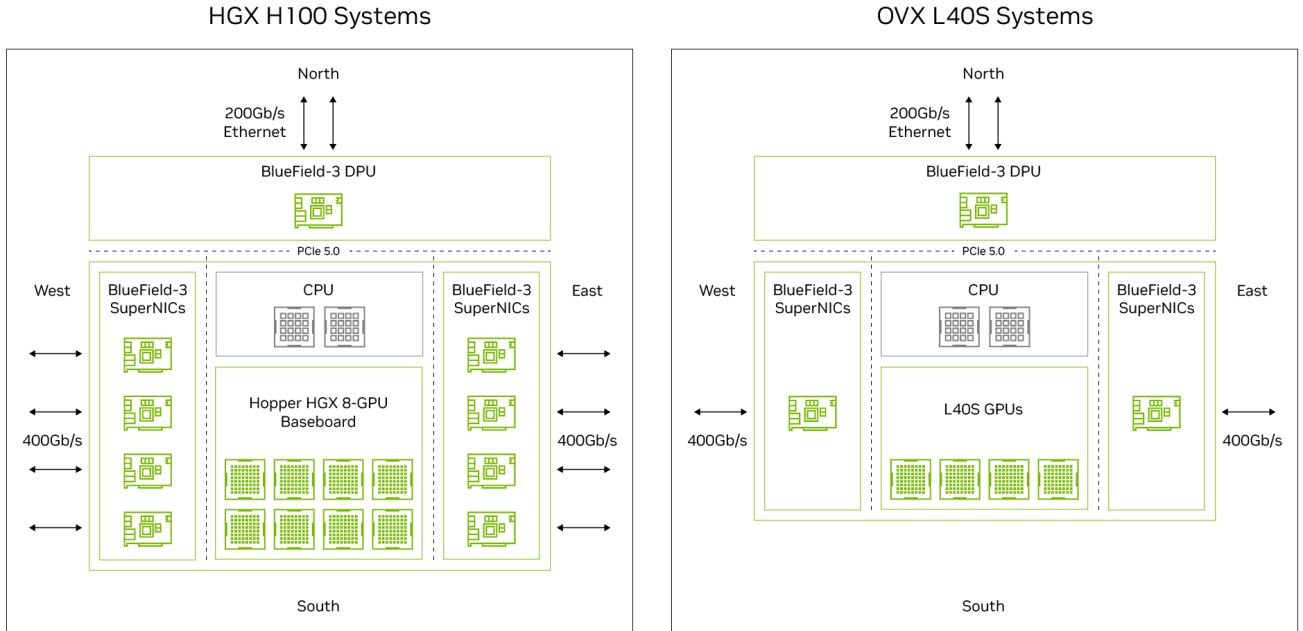 HGX H100 Systems
North
200Gb/s
Ethernet
BlueField-3 DPU
PCIe 5.0
West
BlueField-3
SuperNICs
CPU
BlueField-3
SuperNICs
East
Hopper HGX 8-GPU
Baseboard
400Gb/s
400Gb/s
South
OVX L40S Systems
North
200Gb/s
Ethernet
BlueField-3 DPU
PCIe 5.0
West
BlueField-3
SuperNICs
CPU
BlueField-3
SuperNICs
East
L40S GPUs
400Gb/s
400Gb/s
South